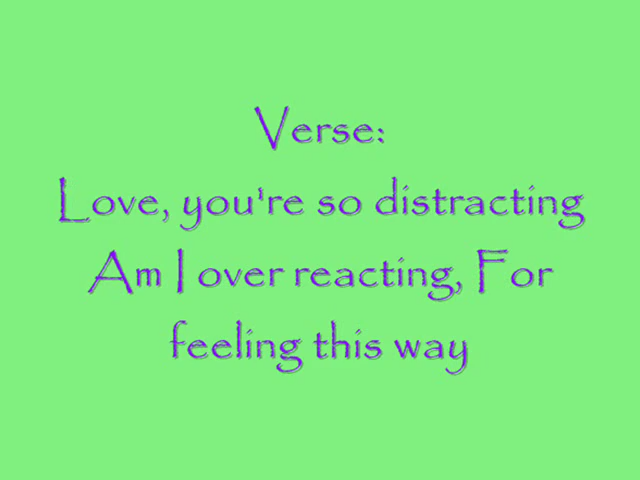 Verse:
Love, you're so distracting
Am I over reacting, For
feeling this way